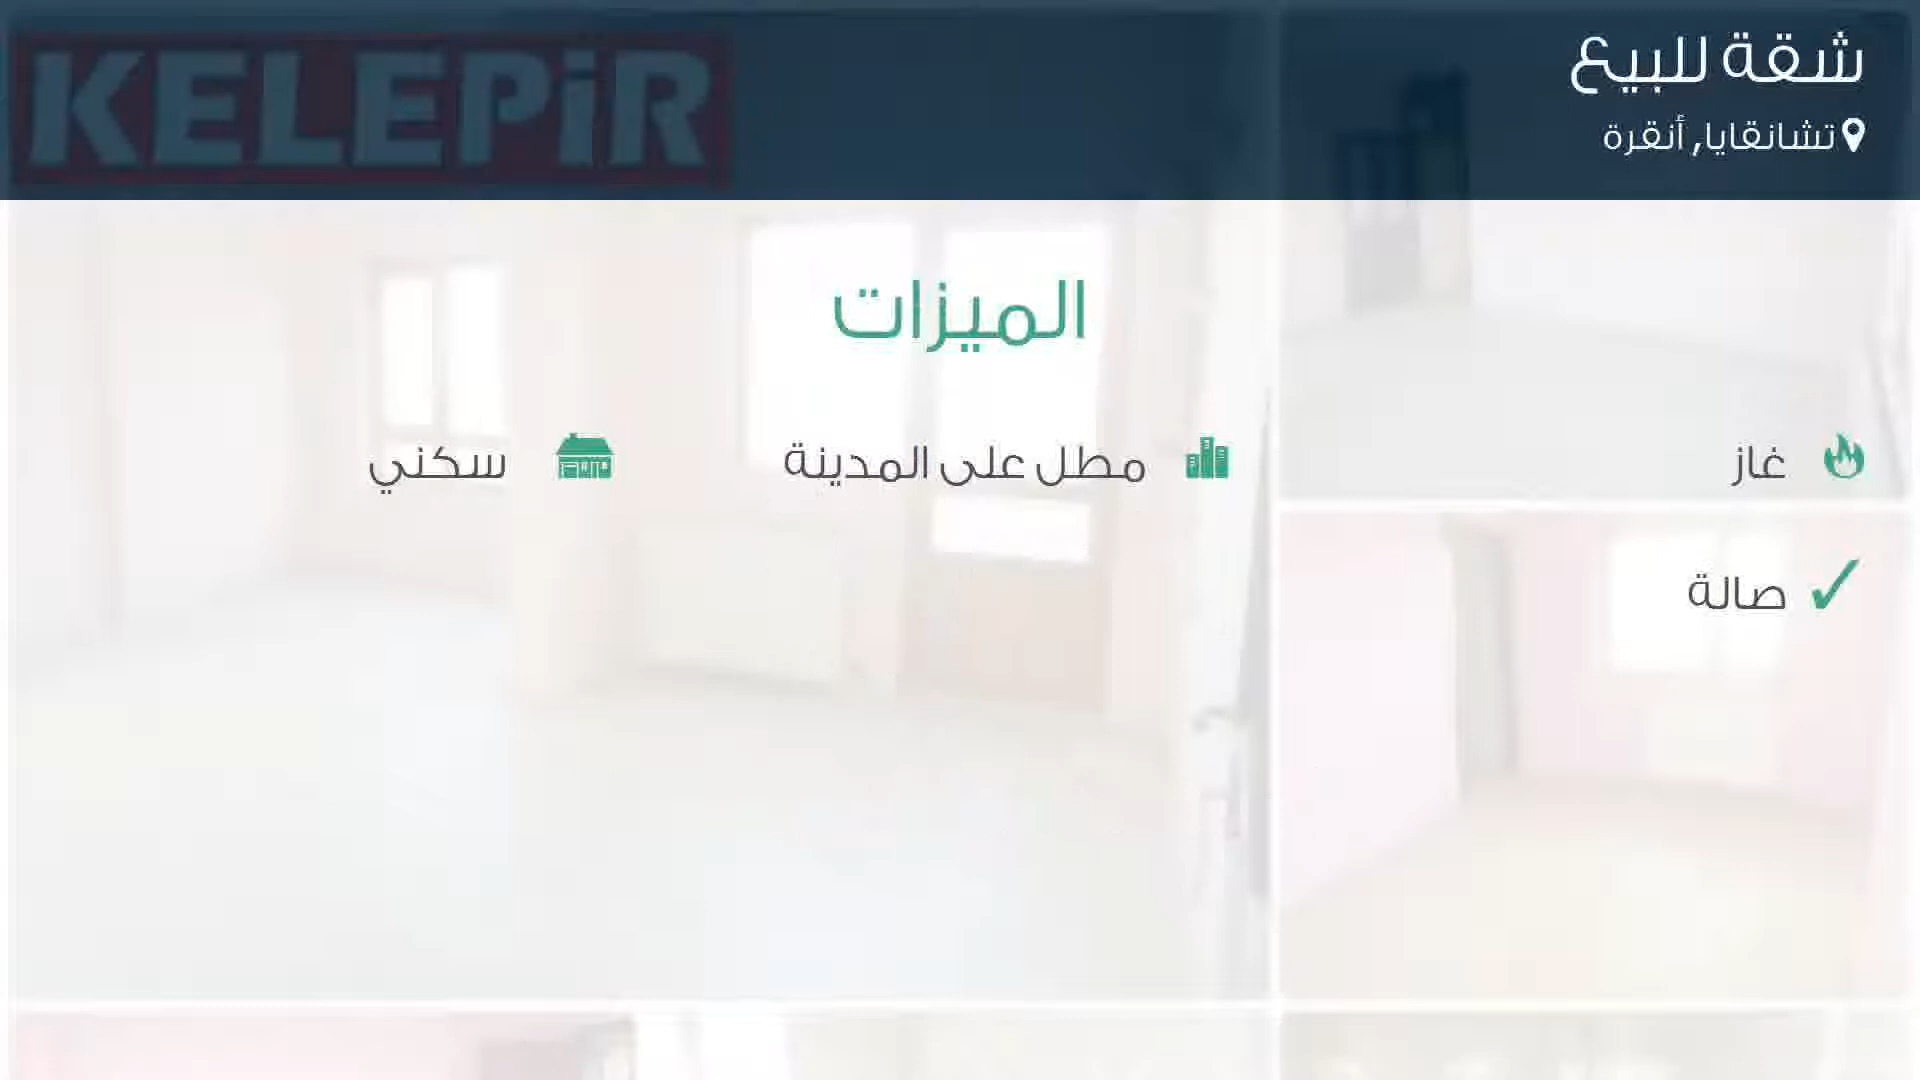 شقة للبيع
تشانقايا, أنقرة
KELEPiR
الميزات
غاز
مطل على المدينة
سكني
صالة